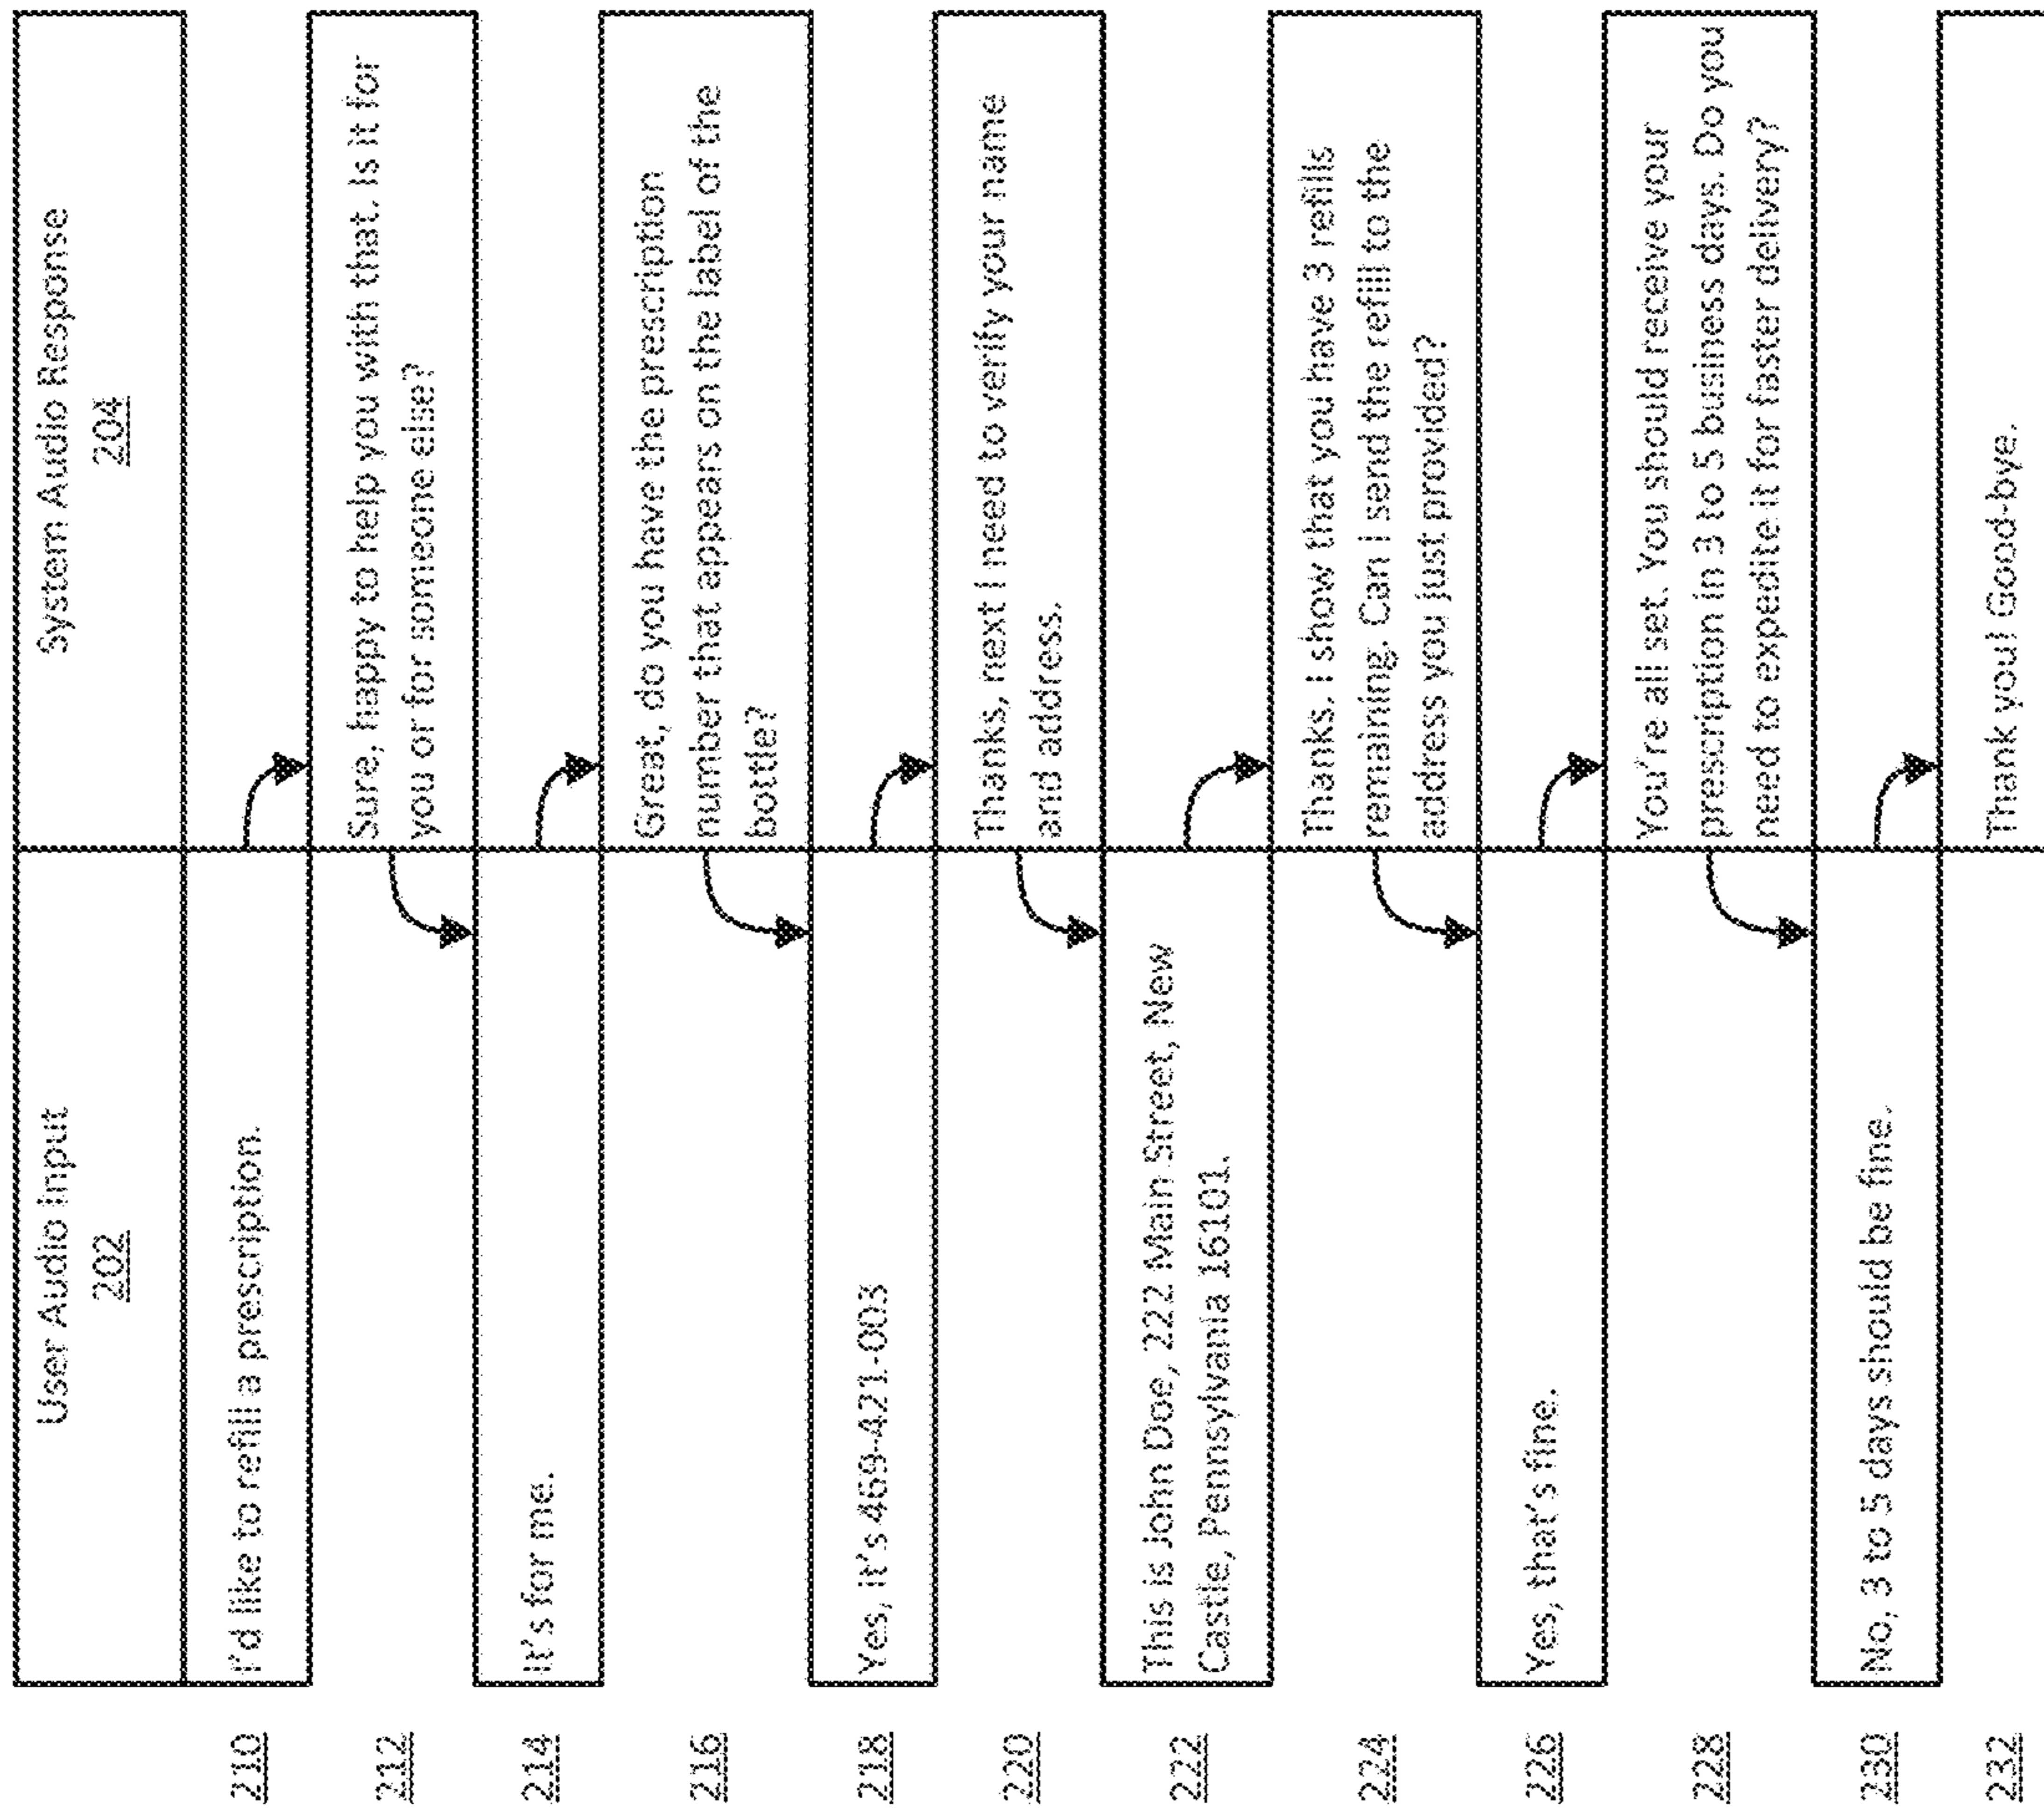 User Audio Input
202
System Audio Response
204
210
I'd like to refill a prescription.
212
Sure, happy to help you with that. Is it for
you or for someone else?
214
It's for me.
216
Great, do you have the prescription
number that appears on the label of the
bottle?
218
Yes, it's 469-421-003
220
Thanks, next I need to verify your name
and address.
222
This is John Doe, 222 Main Street, New
Castle, Pennsylvania 16101.
224
Thanks. I show that you have 3 refills
remaining. Can I send the refill to the
address you just provided?
226
Yes, that's fine.
228
You're all set. You should receive your
prescription in 3 to 5 business days. Do you
need to expedite it for faster delivery?
230
No, 3 to 5 days should be fine.
232
Thank you! Good-bye.